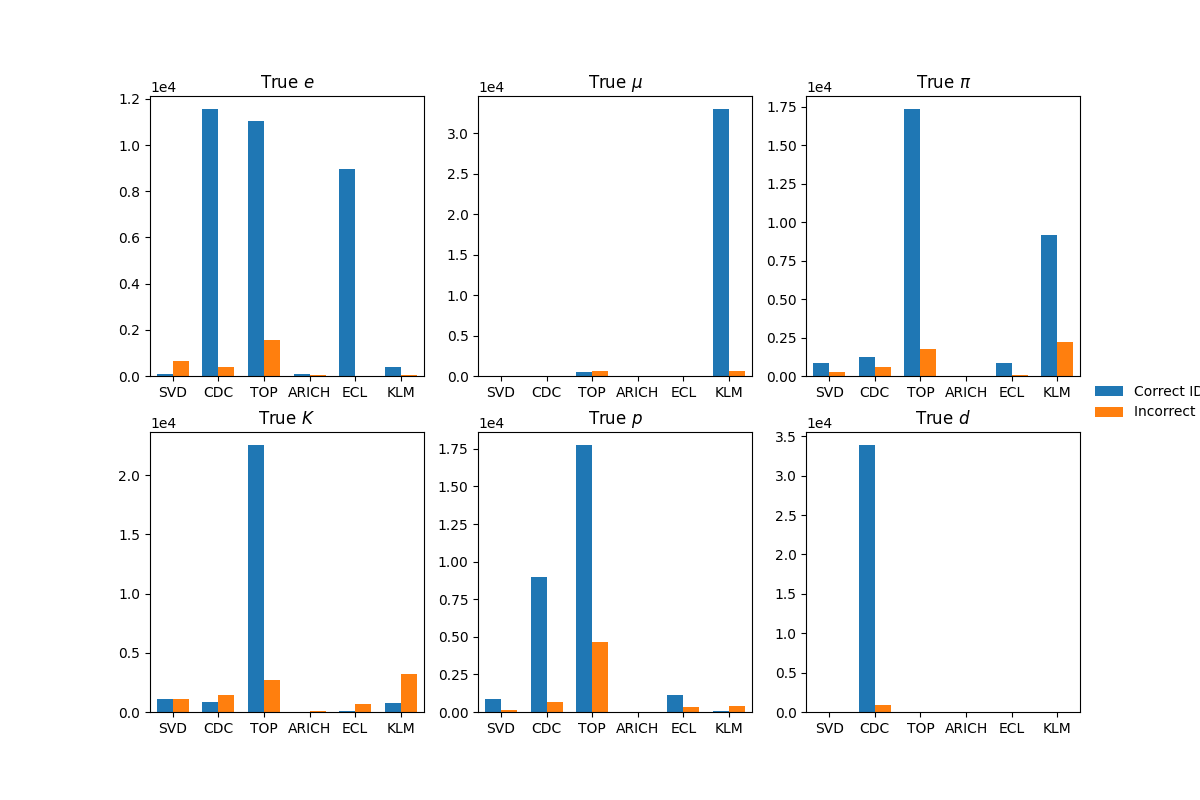 True e
1e4
1.2
1.0
0.8
0.6
0.4
0.2
0.0
SVD CDC TOP ARICH ECL KLM
True μ
1e4
3.0
2.5
2.0
1.5
1.0
0.5
0.0
SVD CDC TOP ARICH ECL KLM
True π
1e4
1.75
1.50
1.25
1.00
0.75
0.50
0.25
0.00
SVD CDC TOP ARICH ECL KLM
Correct ID
Incorrect
True K
1e4
2.0
1.5
1.0
0.5
0.0
SVD CDC TOP ARICH ECL KLM
True p
1e4
1.75
1.50
1.25
1.00
0.75
0.50
0.25
0.00
SVD CDC TOP ARICH ECL KLM
True d
1e4
3.5
3.0
2.5
2.0
1.5
1.0
0.5
0.0
SVD CDC TOP ARICH ECL KLM